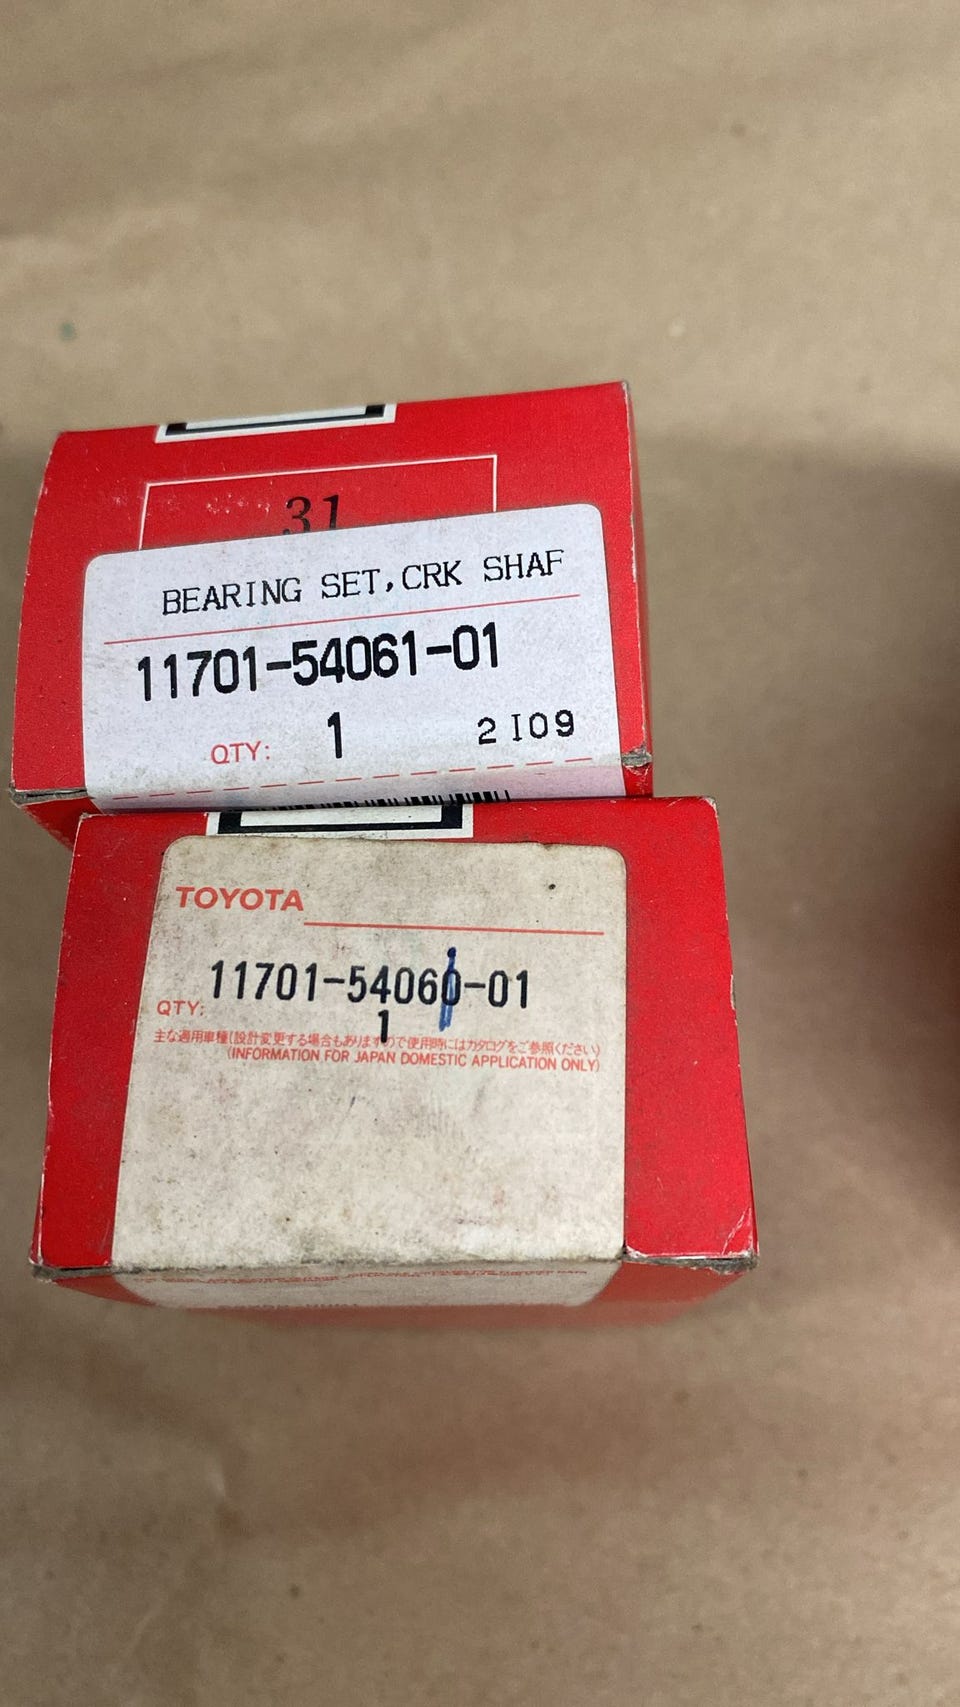 31
BEARING SET,CRK SHAF
11701-54061-01
QTY: 1 2I09
TOYOTA
11701-54060-01
QTY: 1
主な適用車種(設計変更する場合もありますので使用時にはカタログをご参照ください)
(INFORMATION FOR JAPAN DOMESTIC APPLICATION ONLY)